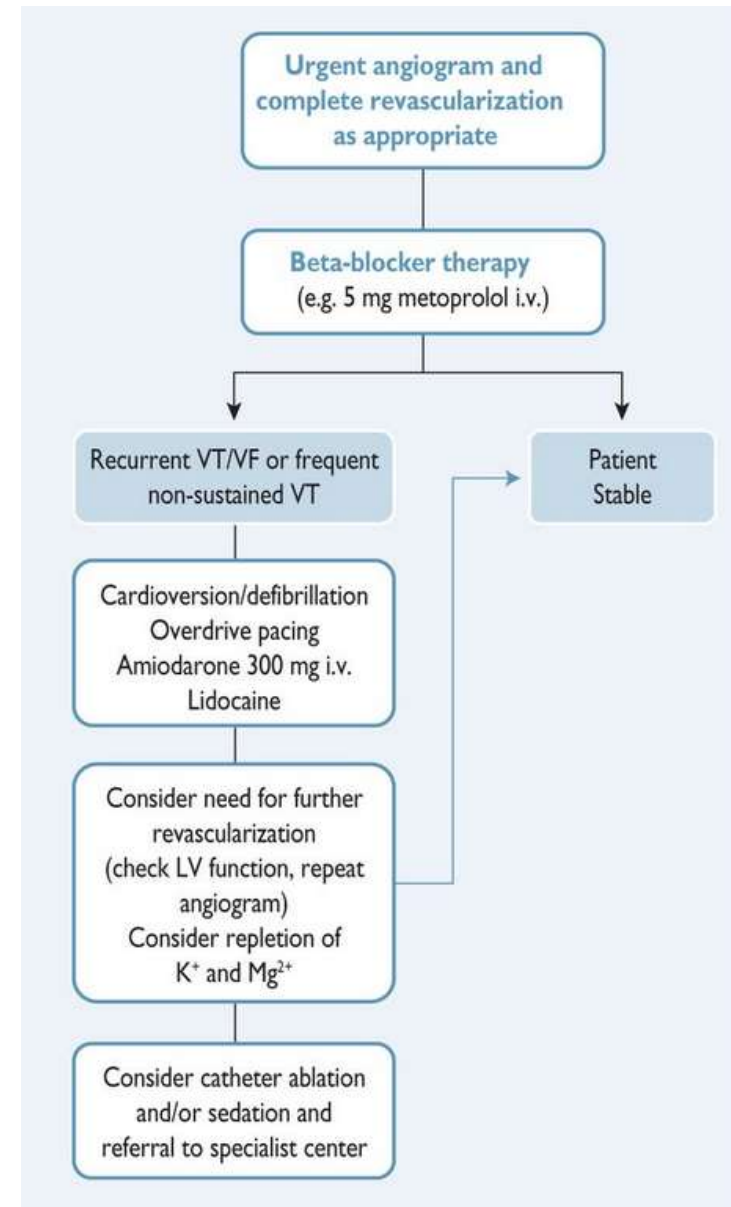 Urgent angiogram and
complete revascularization
as appropriate
Beta-blocker therapy
(e.g. 5 mg metoprolol i.v.)
Recurrent VT/VF or frequent
non-sustained VT
Patient
Stable
Cardioversion/defibrillation
Overdrive pacing
Amiodarone 300 mg i.v.
Lidocaine
Consider need for further
revascularization
(check LV function, repeat
angiogram)
Consider repletion of
K⁺ and Mg²⁺
Consider catheter ablation
and/or sedation and
referral to specialist center